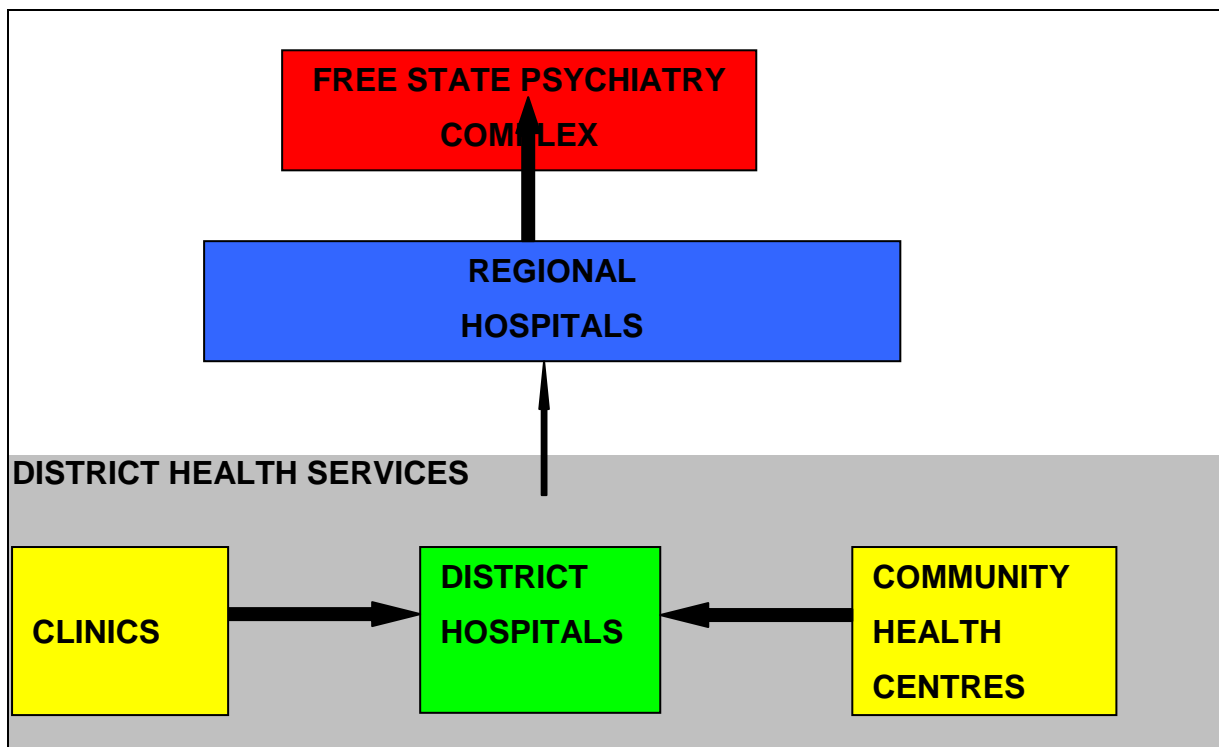 FREE STATE PSYCHIATRY
COMPLEX
REGIONAL
HOSPITALS
DISTRICT HEALTH SERVICES
CLINICS
DISTRICT
HOSPITALS
COMMUNITY
HEALTH
CENTRES